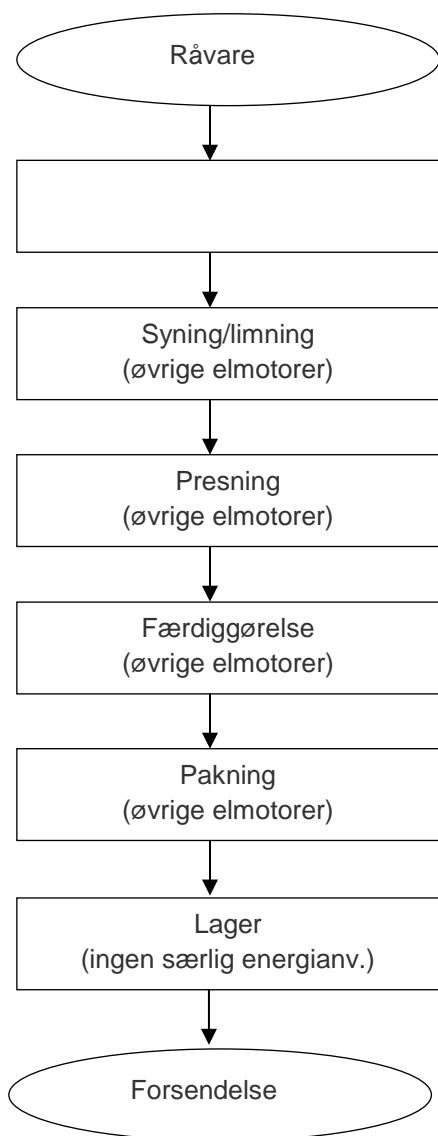 Råvare
Syning/limning
(øvrige elmotorer)
Presning
(øvrige elmotorer)
Færdiggørelse
(øvrige elmotorer)
Pakning
(øvrige elmotorer)
Lager
(ingen særlig energianv.)
Forsendelse